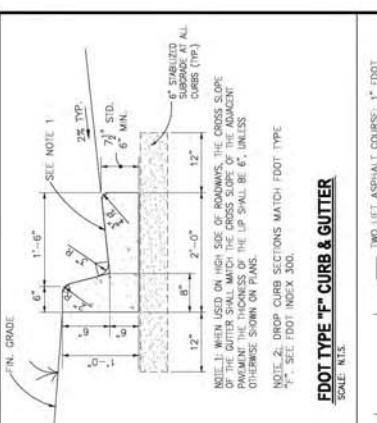 FIN. GRADE
6"
1'-6"
SEE NOTE 1
2% TYP.
7½" STD.
6" MIN.
6" STABILIZED
SUBGRADE AT ALL
CURBS (TYP.)
1'-0"
6"
6"
8"
12"
2'-0"
12"
NOTE 1: WHEN USED ON HIGH SIDE OF ROADWAYS, THE CROSS SLOPE
OF THE GUTTER SHALL MATCH THE CROSS SLOPE OF THE ADJACENT
PAVEMENT THE THICKNESS OF THE LIP SHALL BE 6", UNLESS
OTHERWISE SHOWN ON PLANS.
NOTE 2: DROP CURB SECTIONS MATCH FDOT TYPE
"F". SEE FDOT INDEX 300.
FDOT TYPE "F" CURB & GUTTER
SCALE: N.T.S.
TWO LIFT ASPHALT COURSE: 1" FDOT